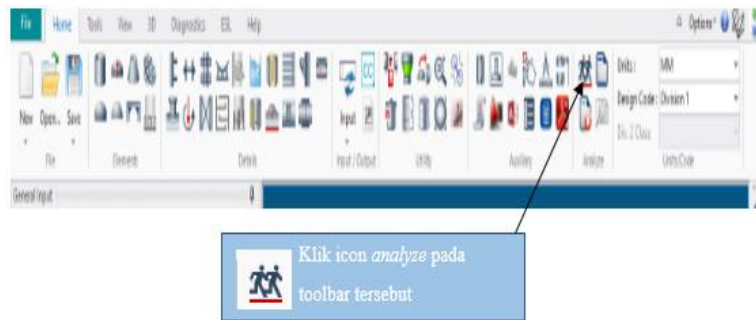 File Home Tools View 3D Diagnostics ESL Help Options
Units: MM
Design Code: Division 1
Div. 2 Class:
New Open... Save Input
File Elements Details Input / Output Utility Auxiliary Analyze Units/Code
General Input
Klik icon analyze pada
toolbar tersebut